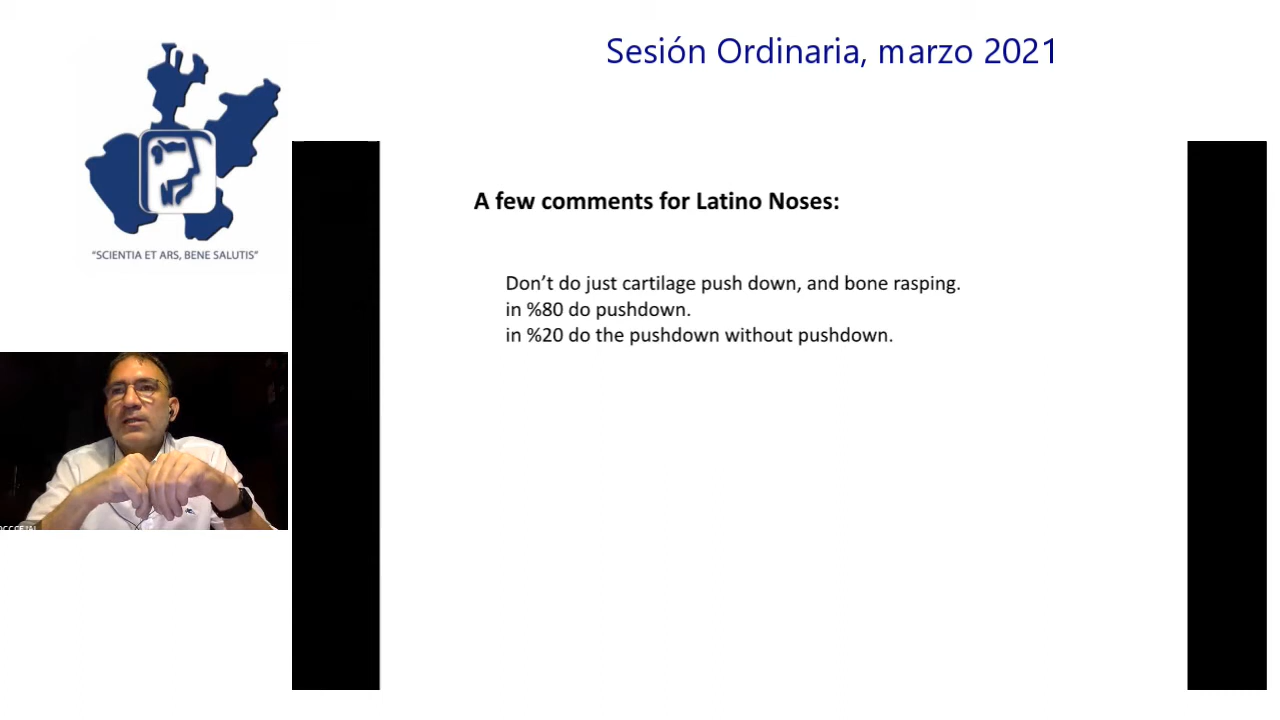 Sesión Ordinaria, marzo 2021
"SCIENTIA ET ARS, BENE SALUTIS"
A few comments for Latino Noses:
Don't do just cartilage push down, and bone rasping.
in %80 do pushdown.
in %20 do the pushdown without pushdown.